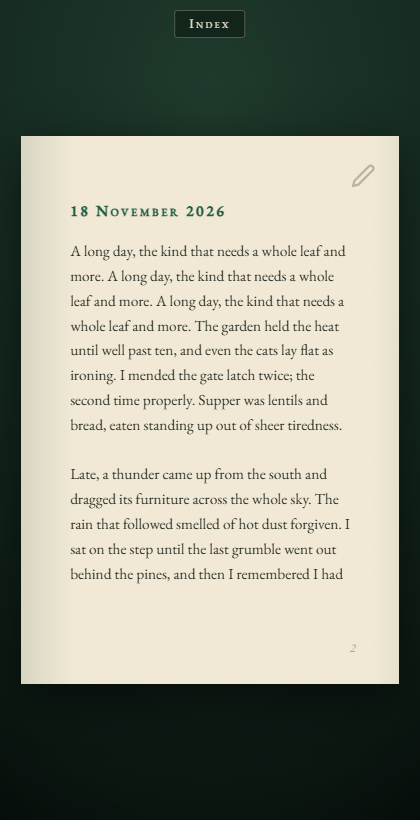 Index
18 November 2026
A long day, the kind that needs a whole leaf and
more. A long day, the kind that needs a whole
leaf and more. A long day, the kind that needs a
whole leaf and more. The garden held the heat
until well past ten, and even the cats lay flat as
ironing. I mended the gate latch twice; the
second time properly. Supper was lentils and
bread, eaten standing up out of sheer tiredness.
Late, a thunder came up from the south and
dragged its furniture across the whole sky. The
rain that followed smelled of hot dust forgiven. I
sat on the step until the last grumble went out
behind the pines, and then I remembered I had
2